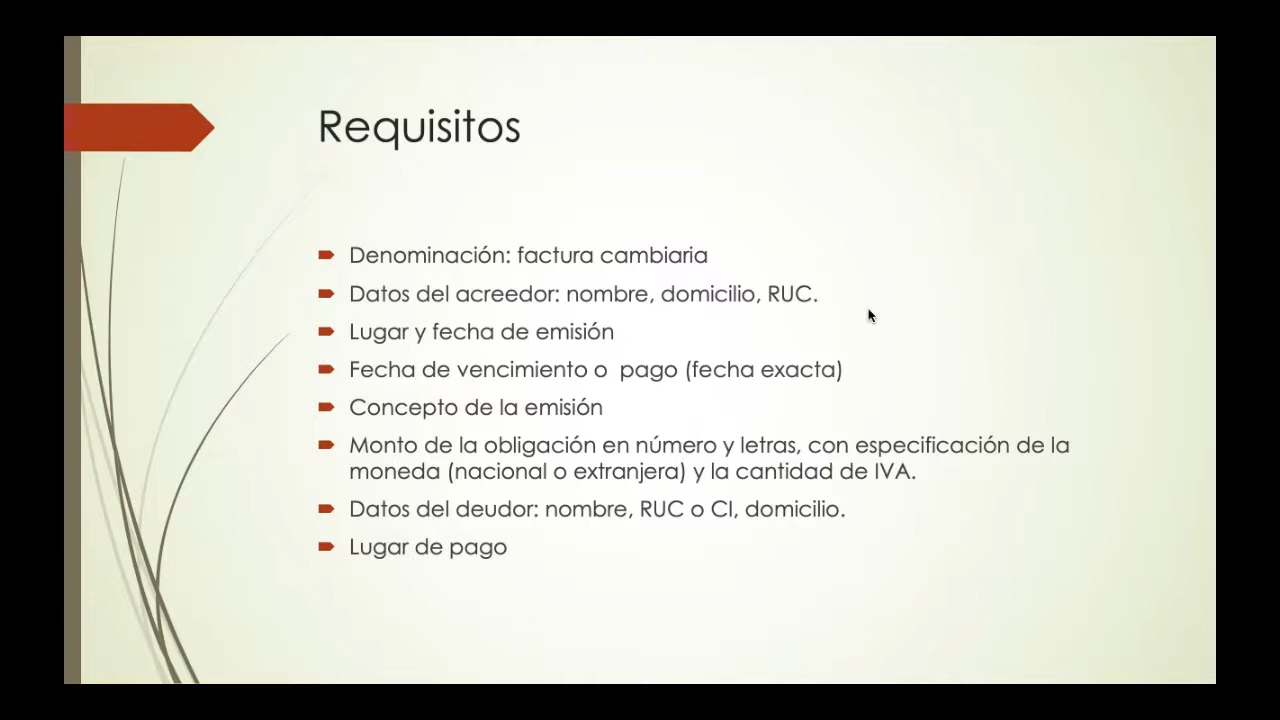 Requisitos
Denominación: factura cambiaria
Datos del acreedor: nombre, domicilio, RUC.
Lugar y fecha de emisión
Fecha de vencimiento o  pago (fecha exacta)
Concepto de la emisión
Monto de la obligación en número y letras, con especificación de la
moneda (nacional o extranjera) y la cantidad de IVA.
Datos del deudor: nombre, RUC o CI, domicilio.
Lugar de pago